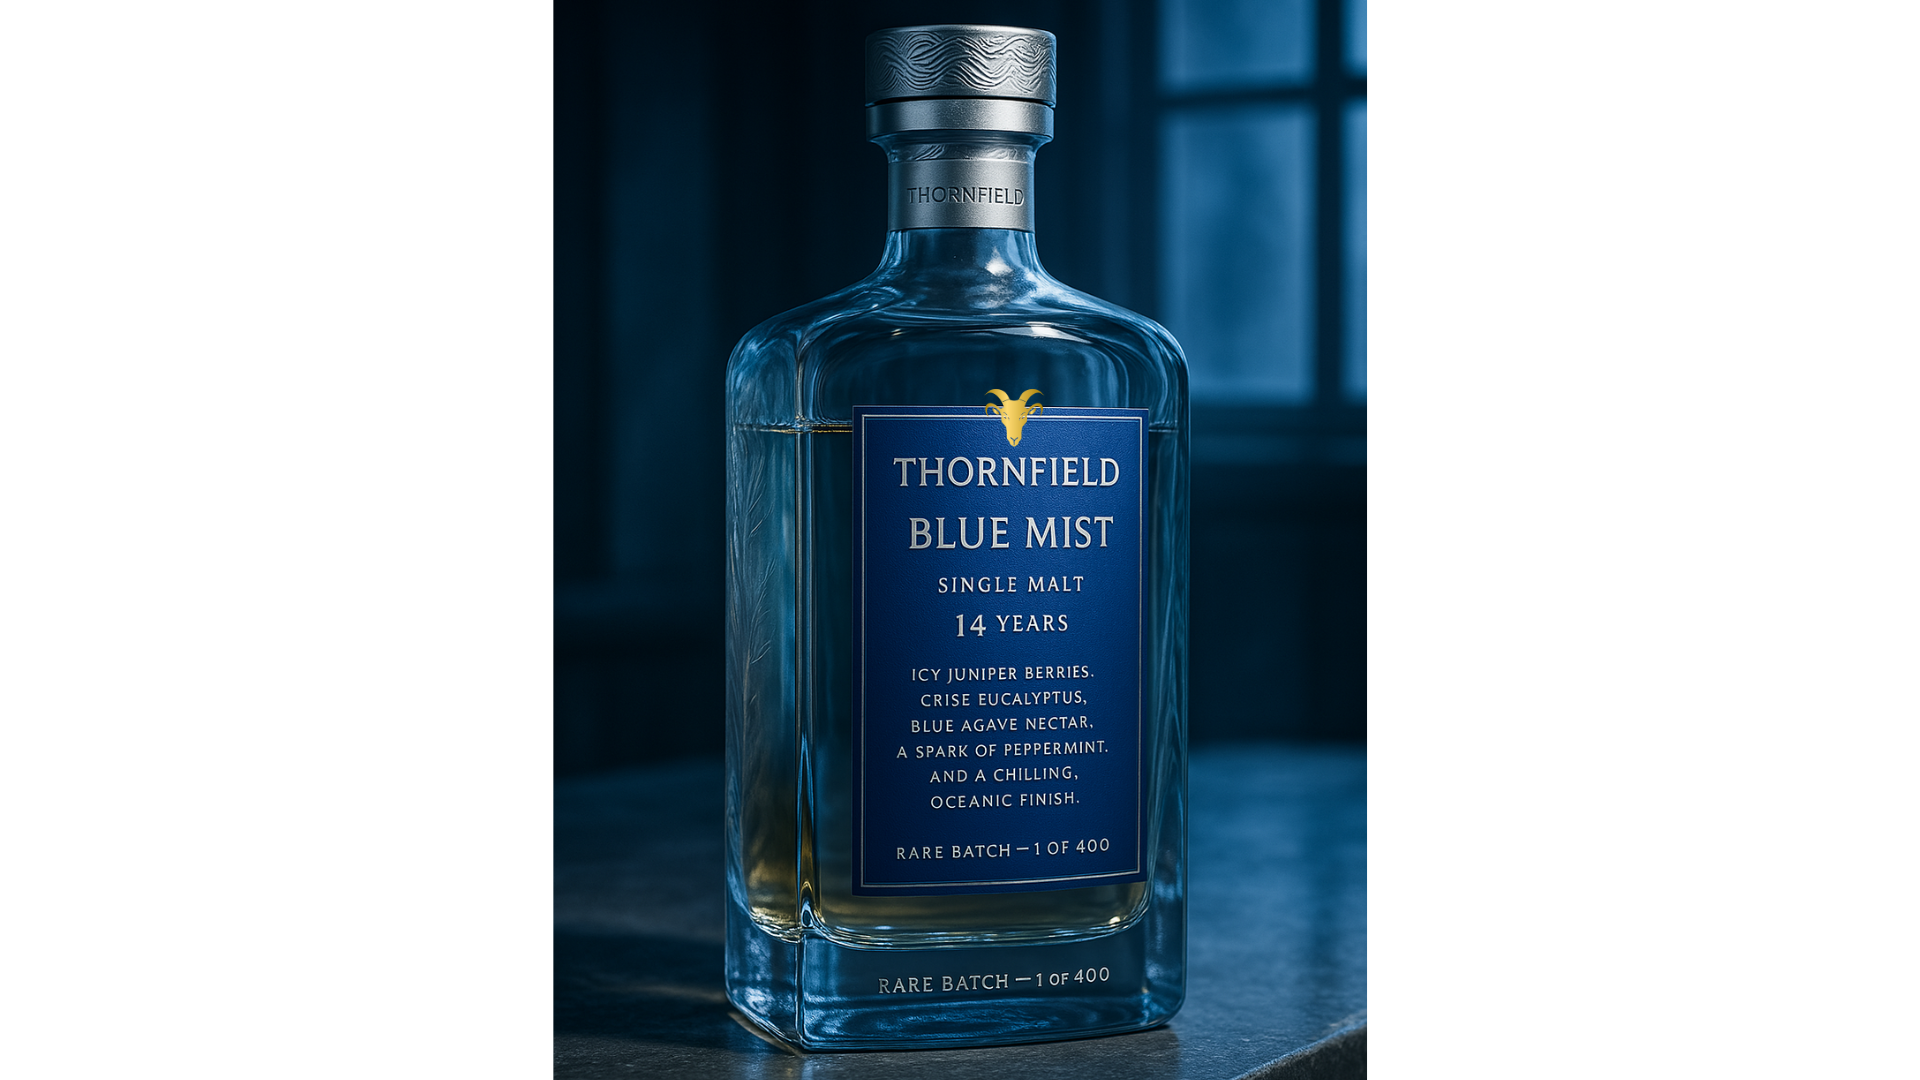 THORNFIELD
THORNFIELD
BLUE MIST
SINGLE MALT
14 YEARS
ICY JUNIPER BERRIES.
CRISE EUCALYPTUS,
BLUE AGAVE NECTAR,
A SPARK OF PEPPERMINT.
AND A CHILLING,
OCEANIC FINISH.
RARE BATCH — 1 OF 400
RARE BATCH — 1 OF 400